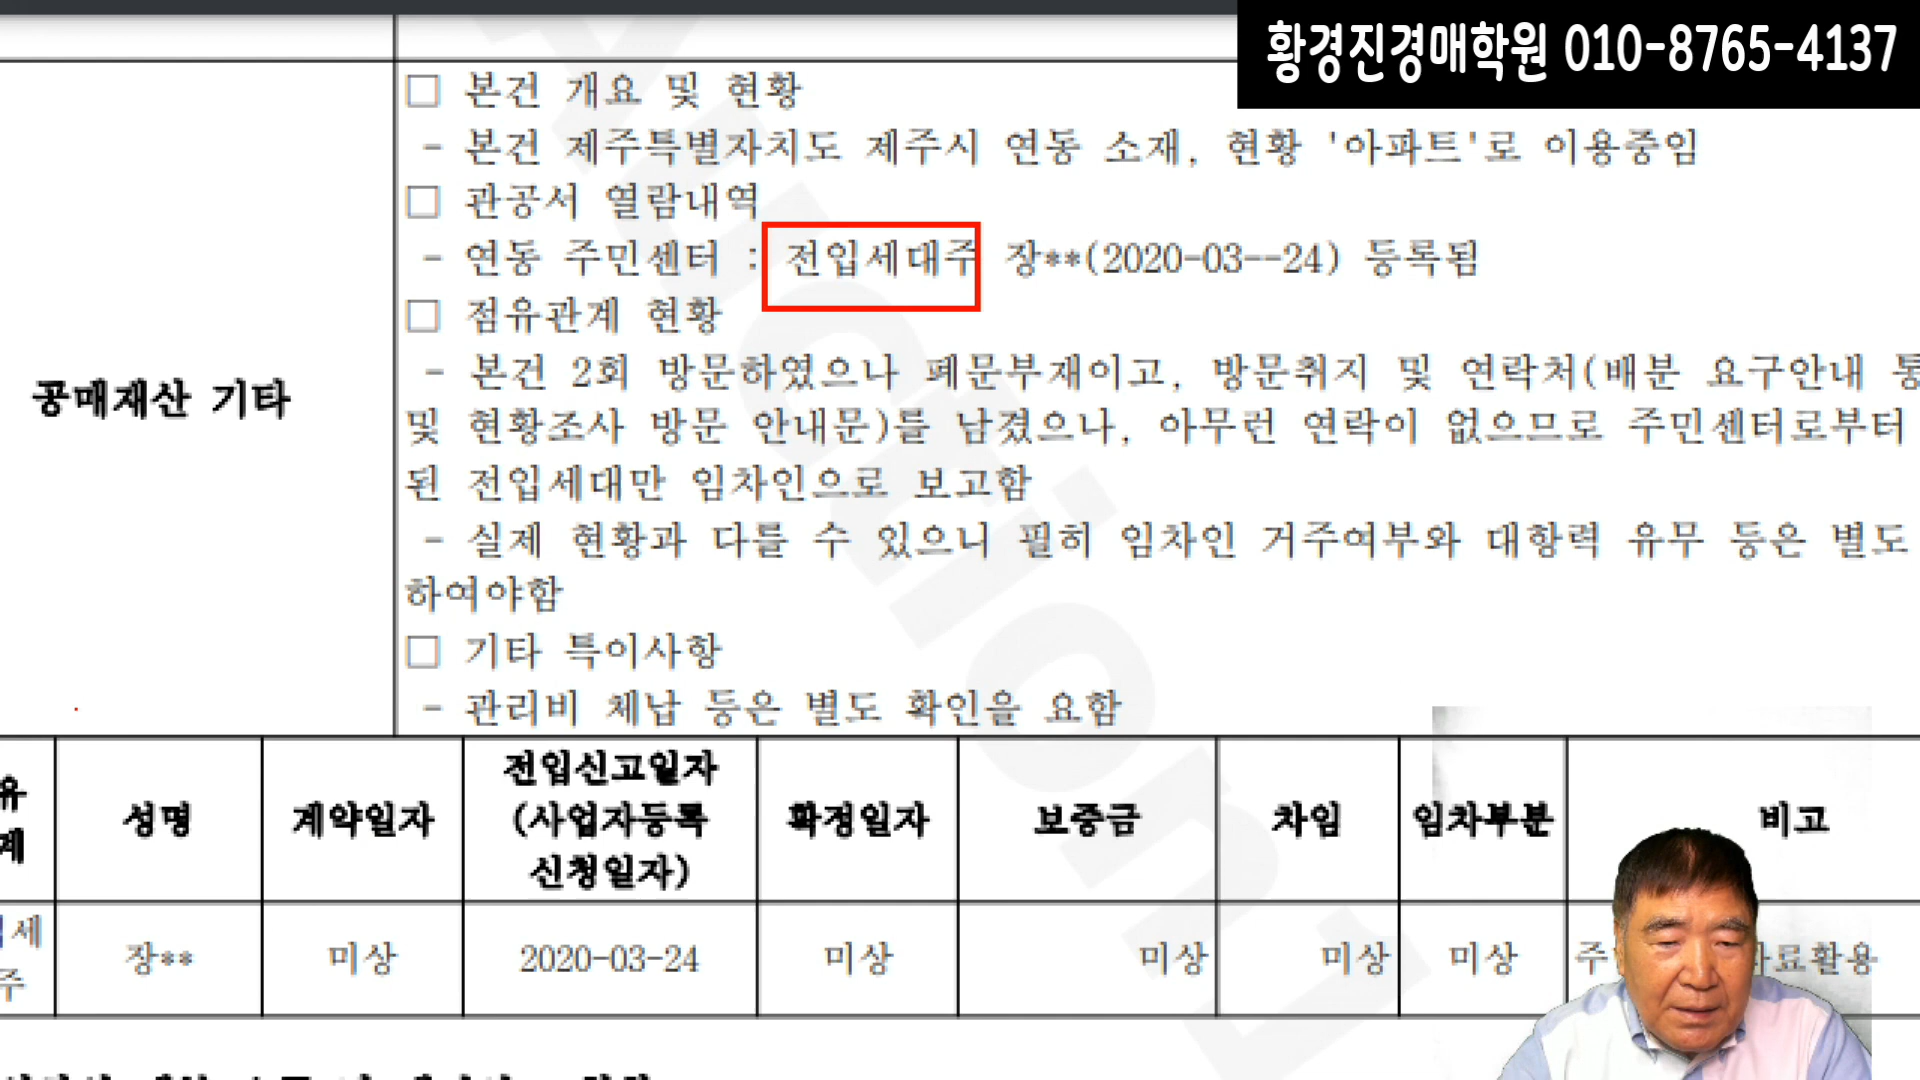 황경진경매학원 010-8765-4137
□ 본건 개요 및 현황
- 본건 제주특별자치도 제주시 연동 소재, 현황 '아파트'로 이용중임
□ 관공서 열람내역
- 연동 주민센터 : 전입세대주 장**(2020-03--24) 등록됨
□ 점유관계 현황
공매재산 기타
- 본건 2회 방문하였으나 폐문부재이고, 방문취지 및 연락처(배분 요구안내 통
및 현황조사 방문 안내문)를 남겼으나, 아무런 연락이 없으므로 주민센터로부터
된 전입세대만 임차인으로 보고함
- 실제 현황과 다를 수 있으니 필히 임차인 거주여부와 대항력 유무 등은 별도
하여야함
□ 기타 특이사항
- 관리비 체납 등은 별도 확인을 요함
유
계
성명
계약일자
전입신고일자
(사업자등록
신청일자)
확정일자
보증금
차임
임차부분
비고
세
주
장**
미상
2020-03-24
미상
미상
미상
미상
주
료활용